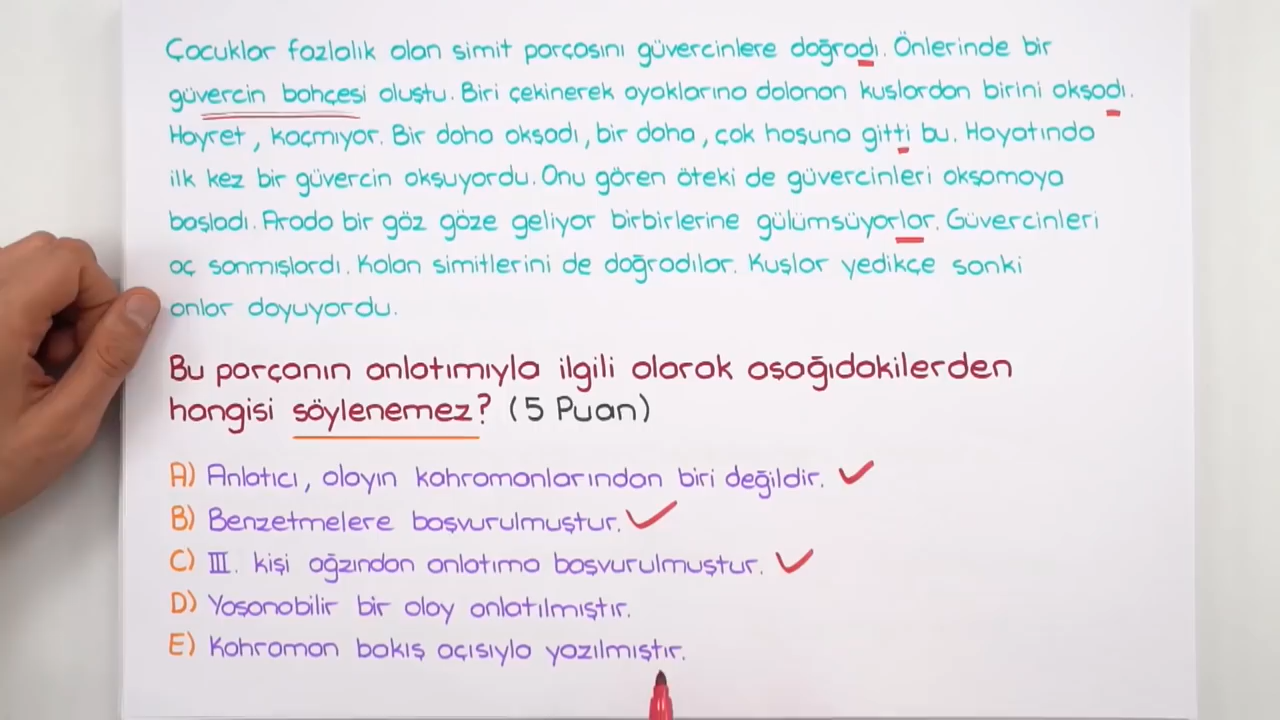 Çocuklar fazlalık olan simit parçasını güvercinlere doğradı. Önlerinde bir
güvercin bahçesi oluştu. Biri çekinerek ayaklarına dolanan kuşlardan birini okşadı.
Hayret, kaçmıyor. Bir daha okşadı, bir daha, çok hoşuna gitti bu. Hayatında
ilk kez bir güvercin okşuyordu. Onu gören öteki de güvercinleri okşamaya
başladı. Arada bir göz göze geliyor birbirlerine gülümsüyorlar. Güvercinleri
aç sanmışlardı. Kalan simitlerini de doğradılar. Kuşlar yedikçe sanki
onlar doyuyordu.
Bu parçanın anlatımıyla ilgili olarak aşağıdakilerden
hangisi söylenemez? (5 Puan)
A) Anlatıcı, olayın kahramanlarından biri değildir.
B) Benzetmelere başvurulmuştur.
C) III. kişi ağzından anlatıma başvurulmuştur.
D) Yaşanabilir bir olay anlatılmıştır.
E) Kahraman bakış açısıyla yazılmıştır.